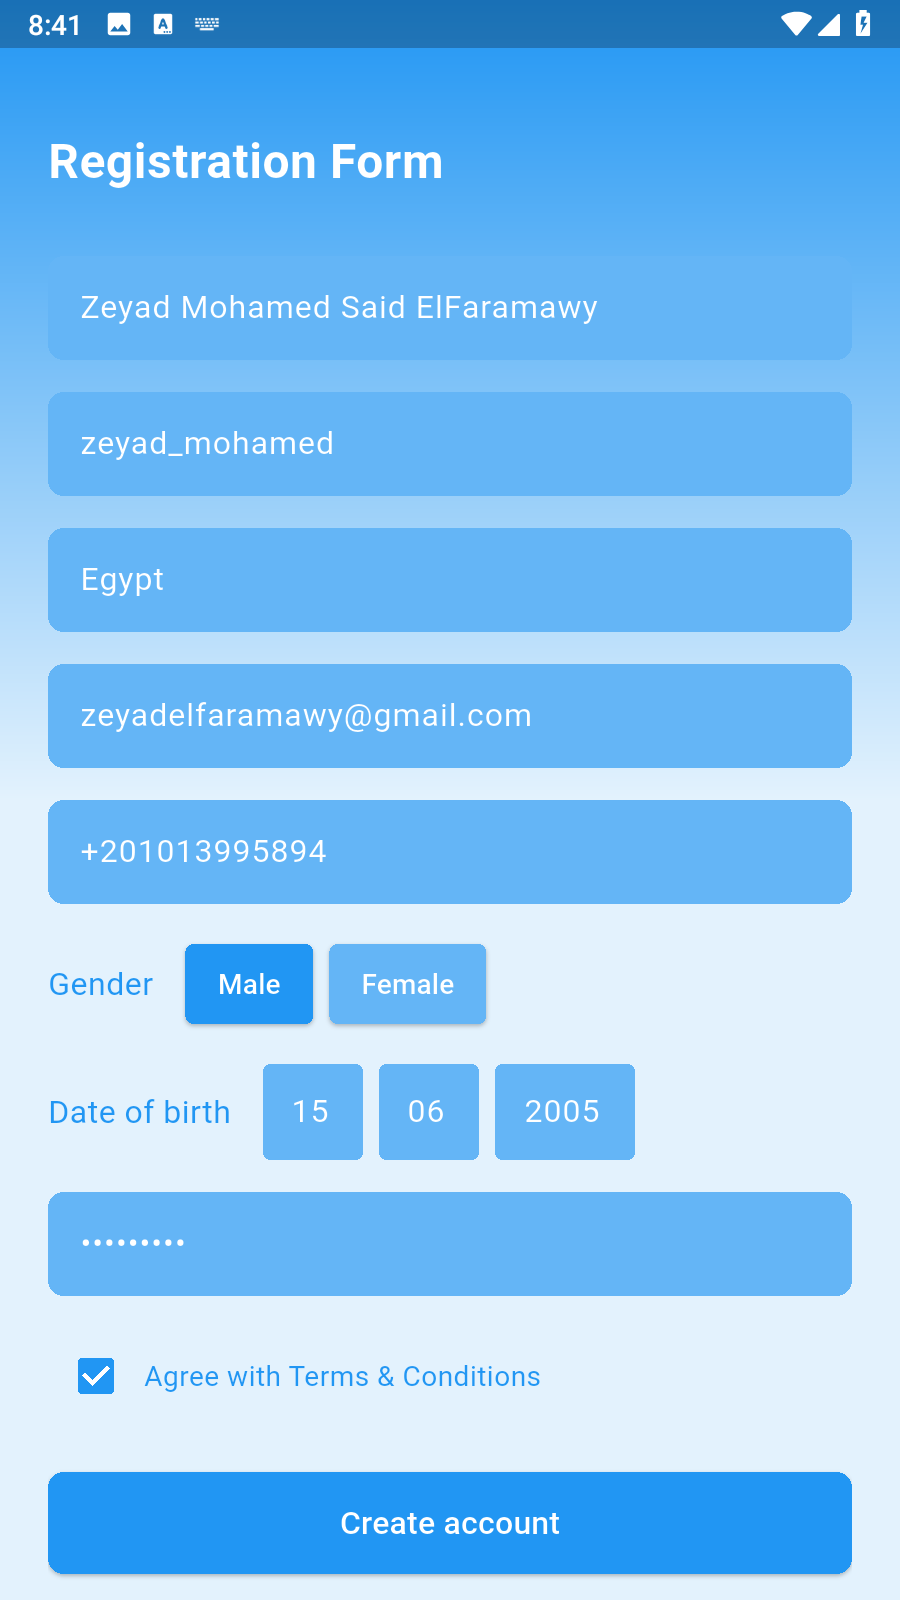 8:41
Registration Form
Zeyad Mohamed Said ElFaramawy
zeyad_mohamed
Egypt
zeyadelfaramawy@gmail.com
+201013995894
Gender Male Female
Date of birth 15 06 2005
•••••••••
Agree with Terms & Conditions
Create account